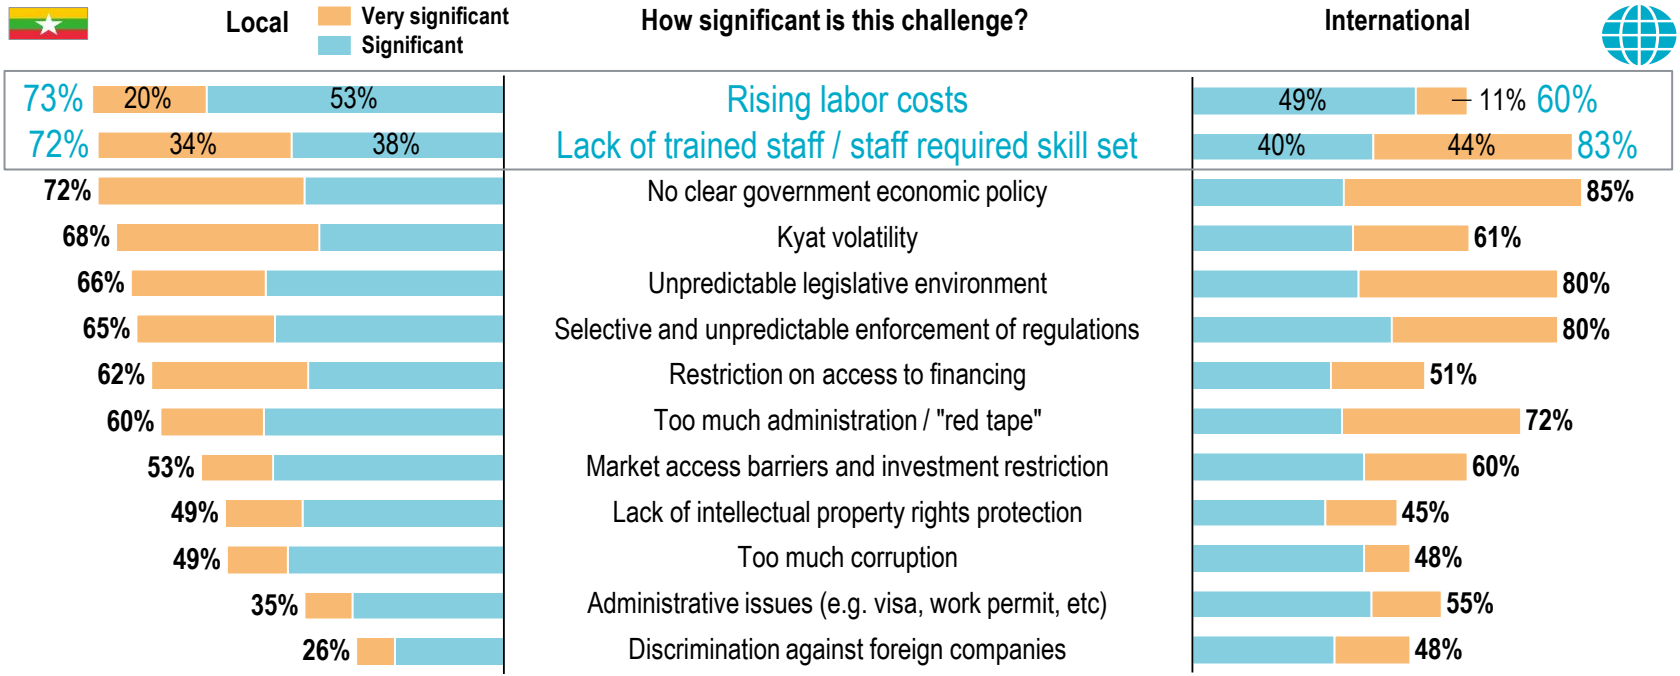 Local
Very significant
Significant
How significant is this challenge?
International
73% 20% 53% Rising labor costs 49% 11% 60%
72% 34% 38% Lack of trained staff / staff required skill set 40% 44% 83%
72% No clear government economic policy 85%
68% Kyat volatility 61%
66% Unpredictable legislative environment 80%
65% Selective and unpredictable enforcement of regulations 80%
62% Restriction on access to financing 51%
60% Too much administration / "red tape" 72%
53% Market access barriers and investment restriction 60%
49% Lack of intellectual property rights protection 45%
49% Too much corruption 48%
35% Administrative issues (e.g. visa, work permit, etc) 55%
26% Discrimination against foreign companies 48%